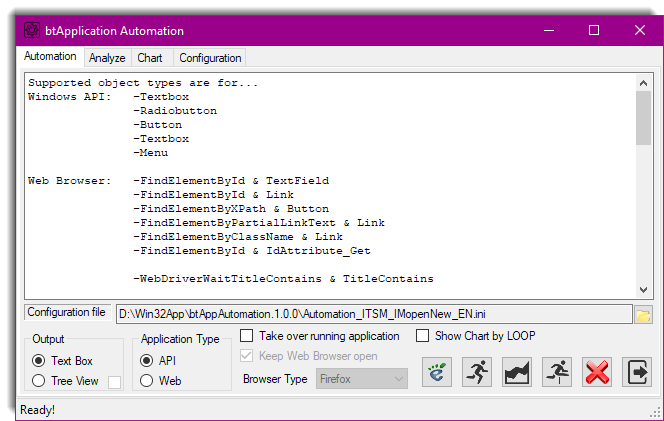 btApplication Automation
Automation Analyze Chart Configuration
Supported object types are for...
Windows API: -Textbox
-Radiobutton
-Button
-Textbox
-Menu
Web Browser: -FindElementById & TextField
-FindElementById & Link
-FindElementByXPath & Button
-FindElementByPartialLinkText & Link
-FindElementByClassName & Link
-FindElementById & IdAttribute_Get
-WebDriverWaitTitleContains & TitleContains
Configuration file D:\Win32App\btAppAutomation.1.0.0\Automation_ITSM_IMopenNew_EN.ini
Output
Text Box
Tree View
Application Type
API
Web
Take over running application Show Chart by LOOP
Keep Web Browser open
Browser Type Firefox
Ready!